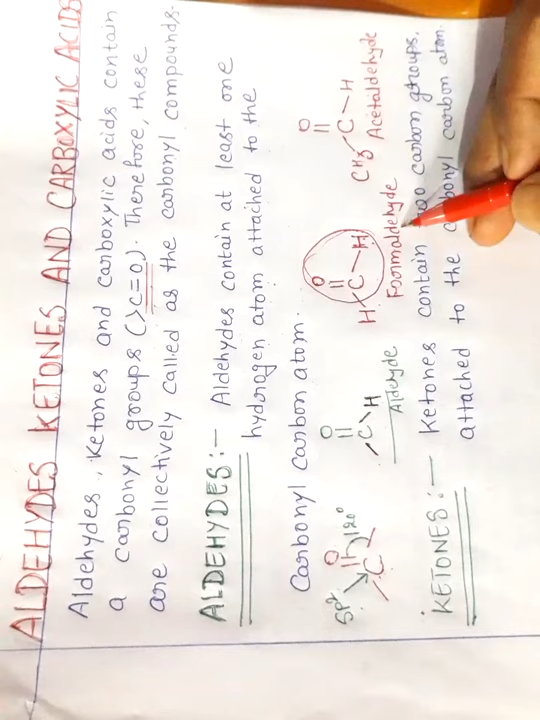 ALDEHYDES KETONES AND CARBOXYLIC ACIDS
Aldehydes, Ketones and carboxylic acids contain
a carbonyl groups (>C=O). Therefore, these
are collectively called as the carbonyl compounds.
ALDEHYDES:- Aldehydes contain at least one
hydrogen atom attached to the
Carbonyl carbon atom.
SP² O 120° C
O C H
Aldehyde
O H C H
Formaldehyde
O CH₃ C H
Acetaldehyde
KETONES:- Ketones contain carbon groups.
attached to the carbon atom.